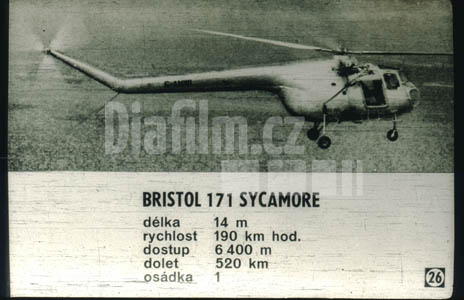 Diafilm.cz
BRISTOL 171 SYCAMORE
délka 14 m
rychlost 190 km hod.
dostup 6 400 m
dolet 520 km
osádka 1
26